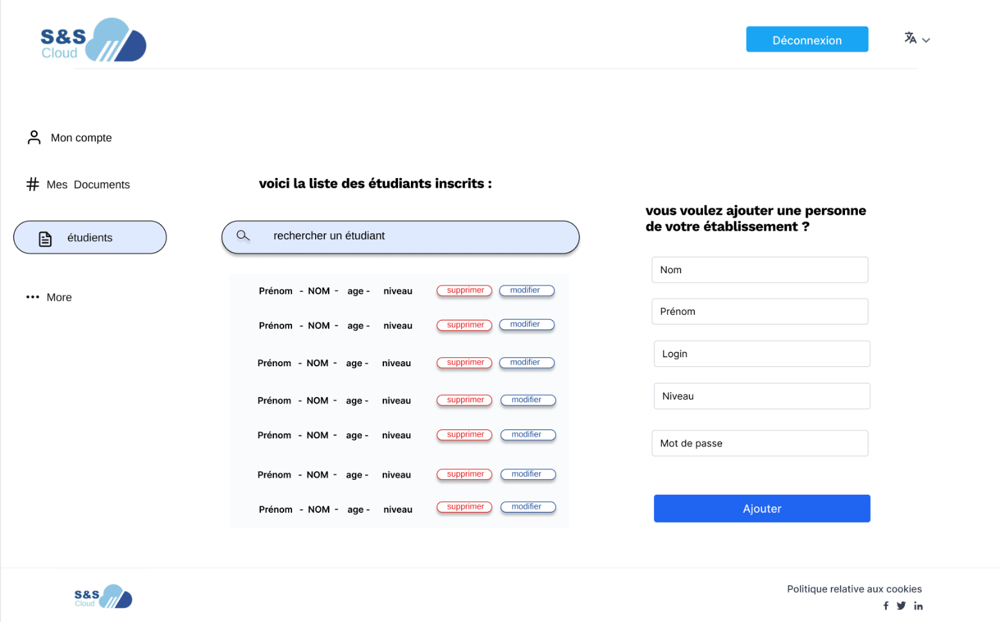 S&S
Cloud
Déconnexion
Mon compte
Mes Documents
étudients
More
voici la liste des étudiants inscrits :
rechercher un étudiant
Prénom - NOM - age - niveau supprimer modifier
Prénom - NOM - age - niveau supprimer modifier
Prénom - NOM - age - niveau supprimer modifier
Prénom - NOM - age - niveau supprimer modifier
Prénom - NOM - age - niveau supprimer modifier
Prénom - NOM - age - niveau supprimer modifier
Prénom - NOM - age - niveau supprimer modifier
vous voulez ajouter une personne
de votre établissement ?
Nom
Prénom
Login
Niveau
Mot de passe
Ajouter
S&S
Cloud
Politique relative aux cookies